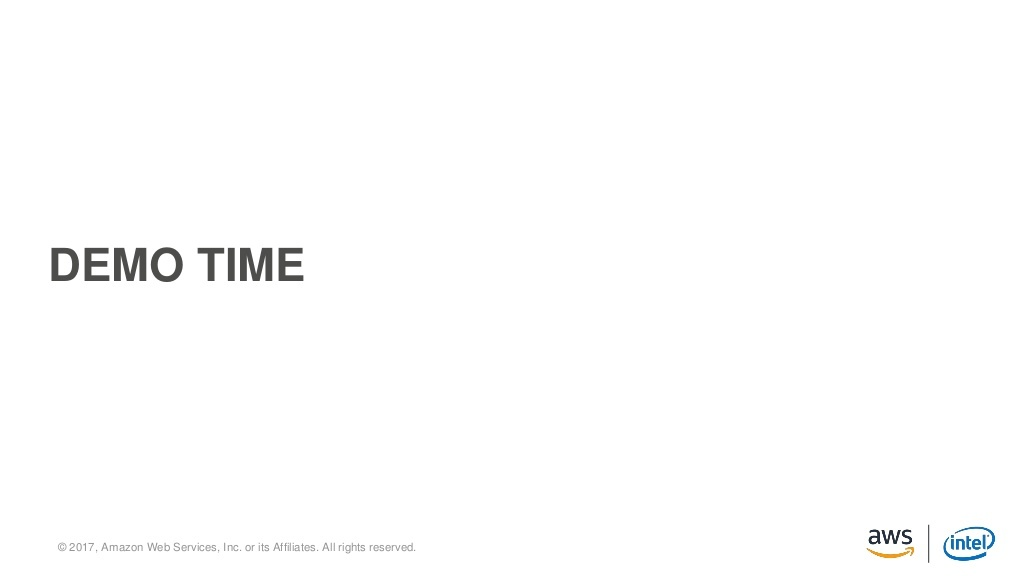 DEMO TIME
© 2017, Amazon Web Services, Inc. or its Affiliates. All rights reserved.
aws
intel